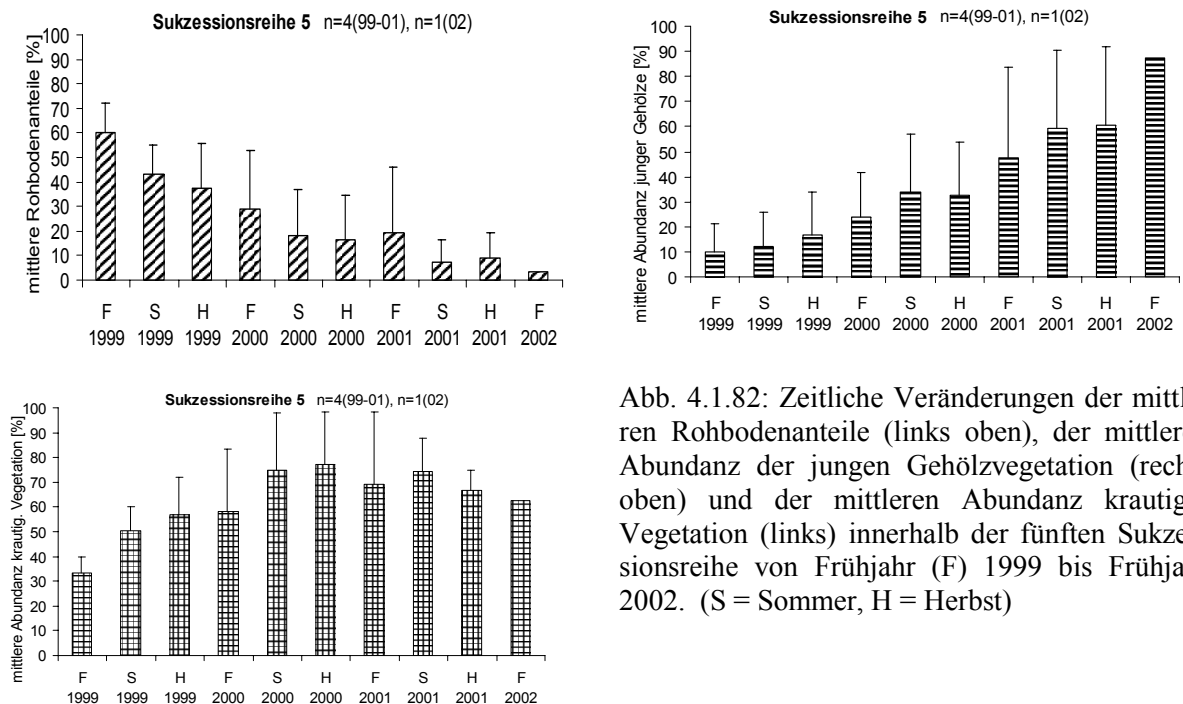 Sukzessionsreihe 5 n=4(99-01), n=1(02)
mittlere Rohbodenanteile [%]
100
90
80
70
60
50
40
30
20
10
0
F S H F S H F S H F
1999 1999 1999 2000 2000 2000 2001 2001 2001 2002
Sukzessionsreihe 5 n=4(99-01), n=1(02)
mittlere Abundanz junger Gehölze [%]
100
90
80
70
60
50
40
30
20
10
0
F S H F S H F S H F
1999 1999 1999 2000 2000 2000 2001 2001 2001 2002
Sukzessionsreihe 5 n=4(99-01), n=1(02)
mittlere Abundanz krautig. Vegetation [%]
100
90
80
70
60
50
40
30
20
10
0
F S H F S H F S H F
1999 1999 1999 2000 2000 2000 2001 2001 2001 2002
Abb. 4.1.82: Zeitliche Veränderungen der mittl
ren Rohbodenanteile (links oben), der mittlere
Abundanz der jungen Gehölzvegetation (rech
oben) und der mittleren Abundanz krautig
Vegetation (links) innerhalb der fünften Sukze
sionsreihe von Frühjahr (F) 1999 bis Frühja
2002. (S = Sommer, H = Herbst)